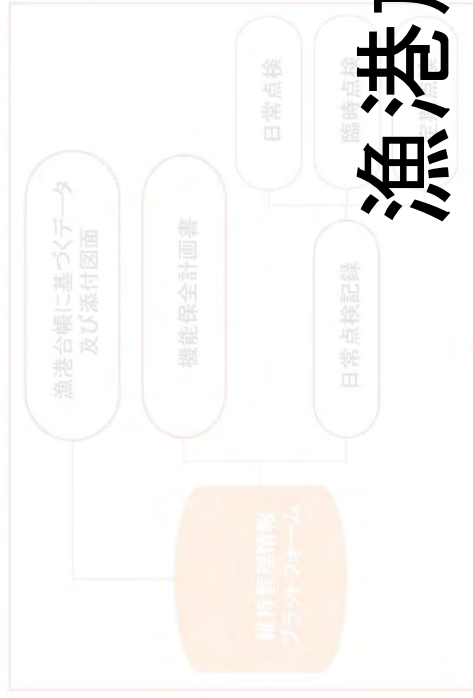 漁港
漁港台帳に基づくデータ
及び添付図面
機能保全計画書
日常点検
臨時点検
日常点検記録
維持管理情報
プラットフォーム